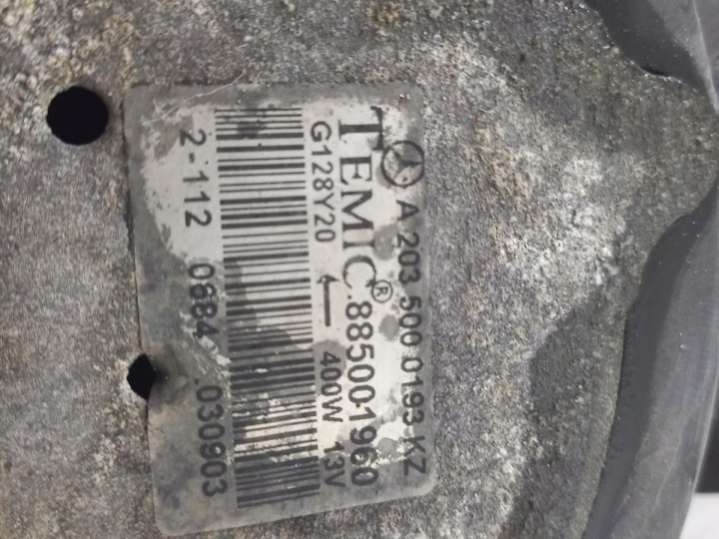 A 203 500 0193 KZ
TEMIC® 885001960
G128Y20 ← 400W 13V
2-112 0884 030903